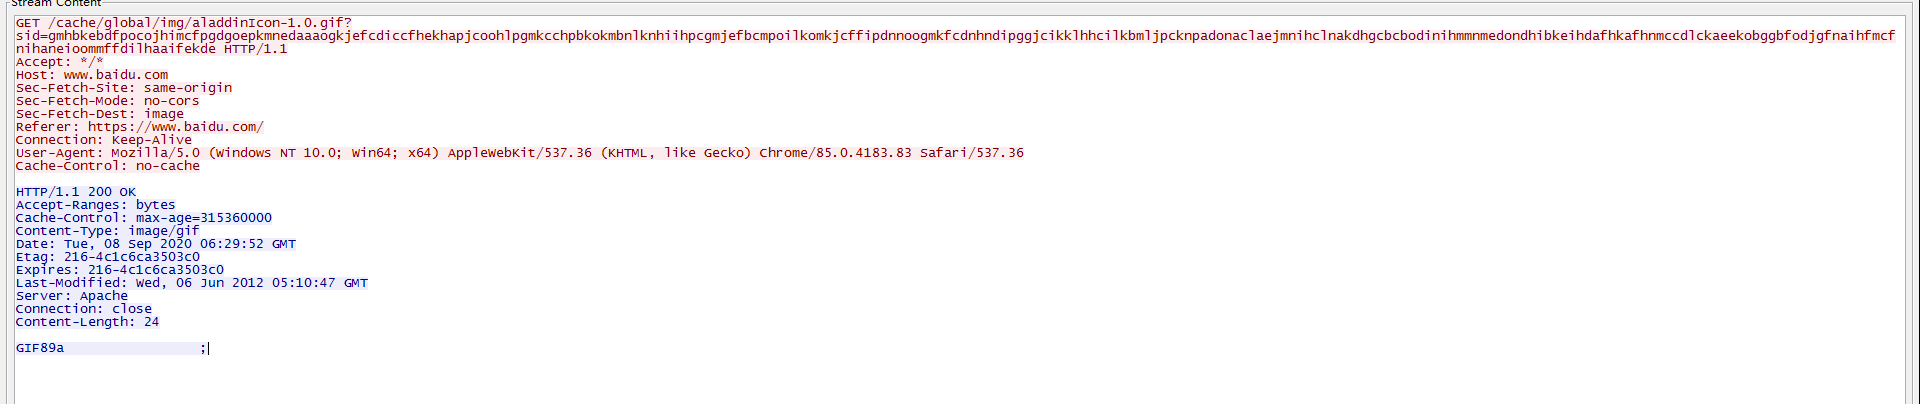 Stream Content
GET /cache/global/img/aladdinIcon-1.0.gif?
sid=gmhbkebdfpocojhimcfpgdgoepkmnedaaaogkjefcdiccfhekhapjcoohlpgmkcchpbkokmbnlknhiihpcgmjefbcmpoilkomkjcffipdnnoogmkfcdnhndipggjcikklhhcilkbmljpcknpadonaclaejmnihclnakdhgcbcbodinihmmnmedondhibkeihdafhkafhnmccdlckaeekobggbfodjgfnaihfmcf
nihaneioommffdilhaaifekde HTTP/1.1
Accept: */*
Host: www.baidu.com
Sec-Fetch-Site: same-origin
Sec-Fetch-Mode: no-cors
Sec-Fetch-Dest: image
Referer: https://www.baidu.com/
Connection: Keep-Alive
User-Agent: Mozilla/5.0 (Windows NT 10.0; Win64; x64) AppleWebKit/537.36 (KHTML, like Gecko) Chrome/85.0.4183.83 Safari/537.36
Cache-Control: no-cache
HTTP/1.1 200 OK
Accept-Ranges: bytes
Cache-Control: max-age=315360000
Content-Type: image/gif
Date: Tue, 08 Sep 2020 06:29:52 GMT
Etag: 216-4c1c6ca3503c0
Expires: 216-4c1c6ca3503c0
Last-Modified: Wed, 06 Jun 2012 05:10:47 GMT
Server: Apache
Connection: close
Content-Length: 24
GIF89a                 ;